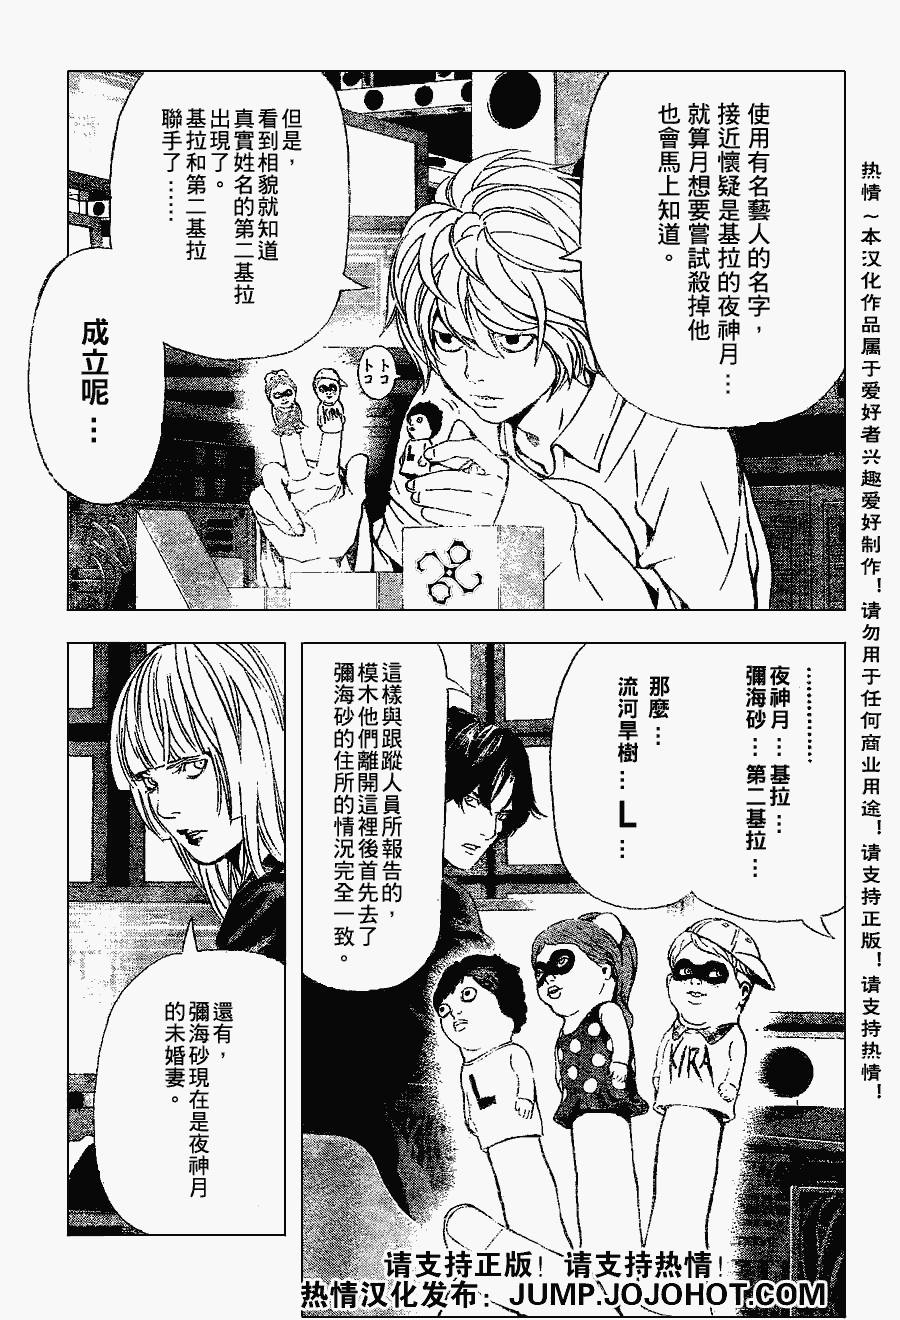 使用有名藝人的名字，
接近懷疑是基拉的夜神月…
就算月想要嘗試殺掉他
也會馬上知道。
但是，
看到相貌就知道
真實姓名的第二基拉
出現了。
基拉和第二基拉
聯手了……
成立呢…
トコ
トコ
KIRA
L
…………
夜神月…基拉…
彌海砂…第二基拉…
那麼…
流河旱樹…L…
這樣與跟蹤人員所報告的，
模木他們離開這裡後首先去了
彌海砂的住所的情況完全一致。
L
KIRA
還有，
彌海砂現在是夜神月
的未婚妻。
热情～本汉化作品属于爱好者兴趣爱好制作！请勿用于任何商业用途！请支持正版！请支持热情！
请支持正版！请支持热情！
热情汉化发布：JUMP.JOJOHOT.COM